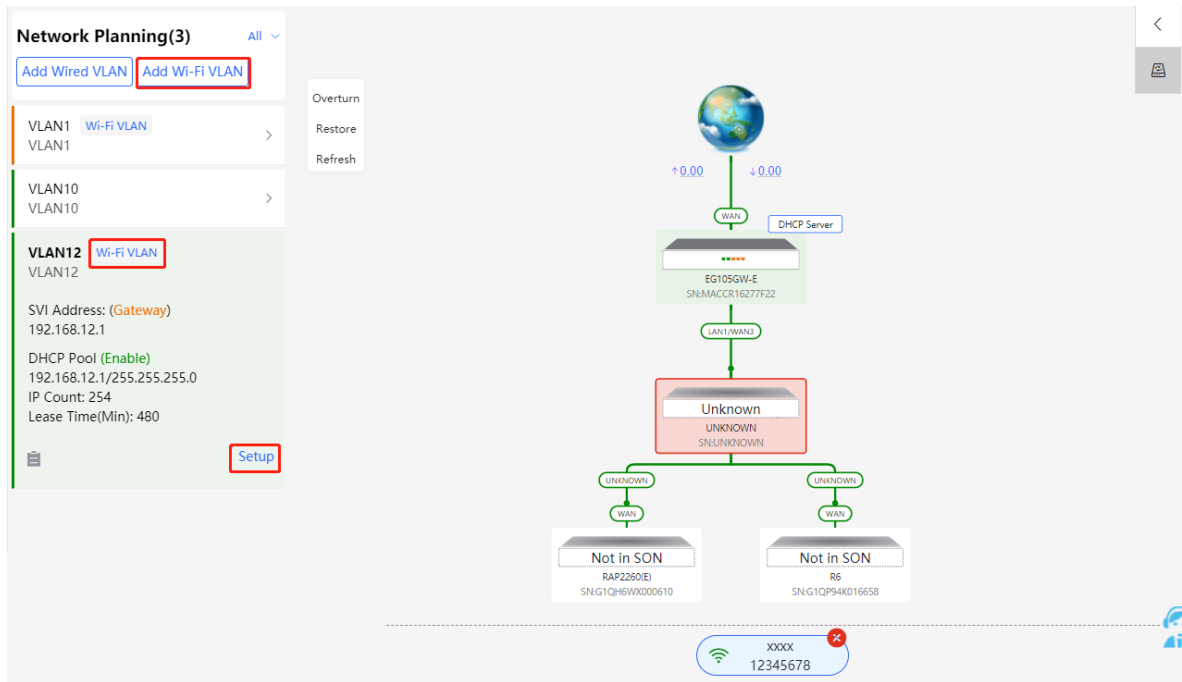 Network Planning(3)
All
Add Wired VLAN
Add Wi-Fi VLAN
VLAN1 Wi-Fi VLAN
VLAN1
VLAN10
VLAN10
VLAN12 Wi-Fi VLAN
VLAN12
SVI Address: (Gateway)
192.168.12.1
DHCP Pool (Enable)
192.168.12.1/255.255.255.0
IP Count: 254
Lease Time(Min): 480
Setup
Overturn
Restore
Refresh
↑0.00 ↓0.00
WAN
DHCP Server
EG105GW-E
SN:MACCR16277F22
LAN1/WAN3
Unknown
UNKNOWN
SN:UNKNOWN
UNKNOWN UNKNOWN
WAN WAN
Not in SON
RAP2260(E)
SN:G1QH6WX000610
Not in SON
R6
SN:G1QP94K016658
xxxx
12345678